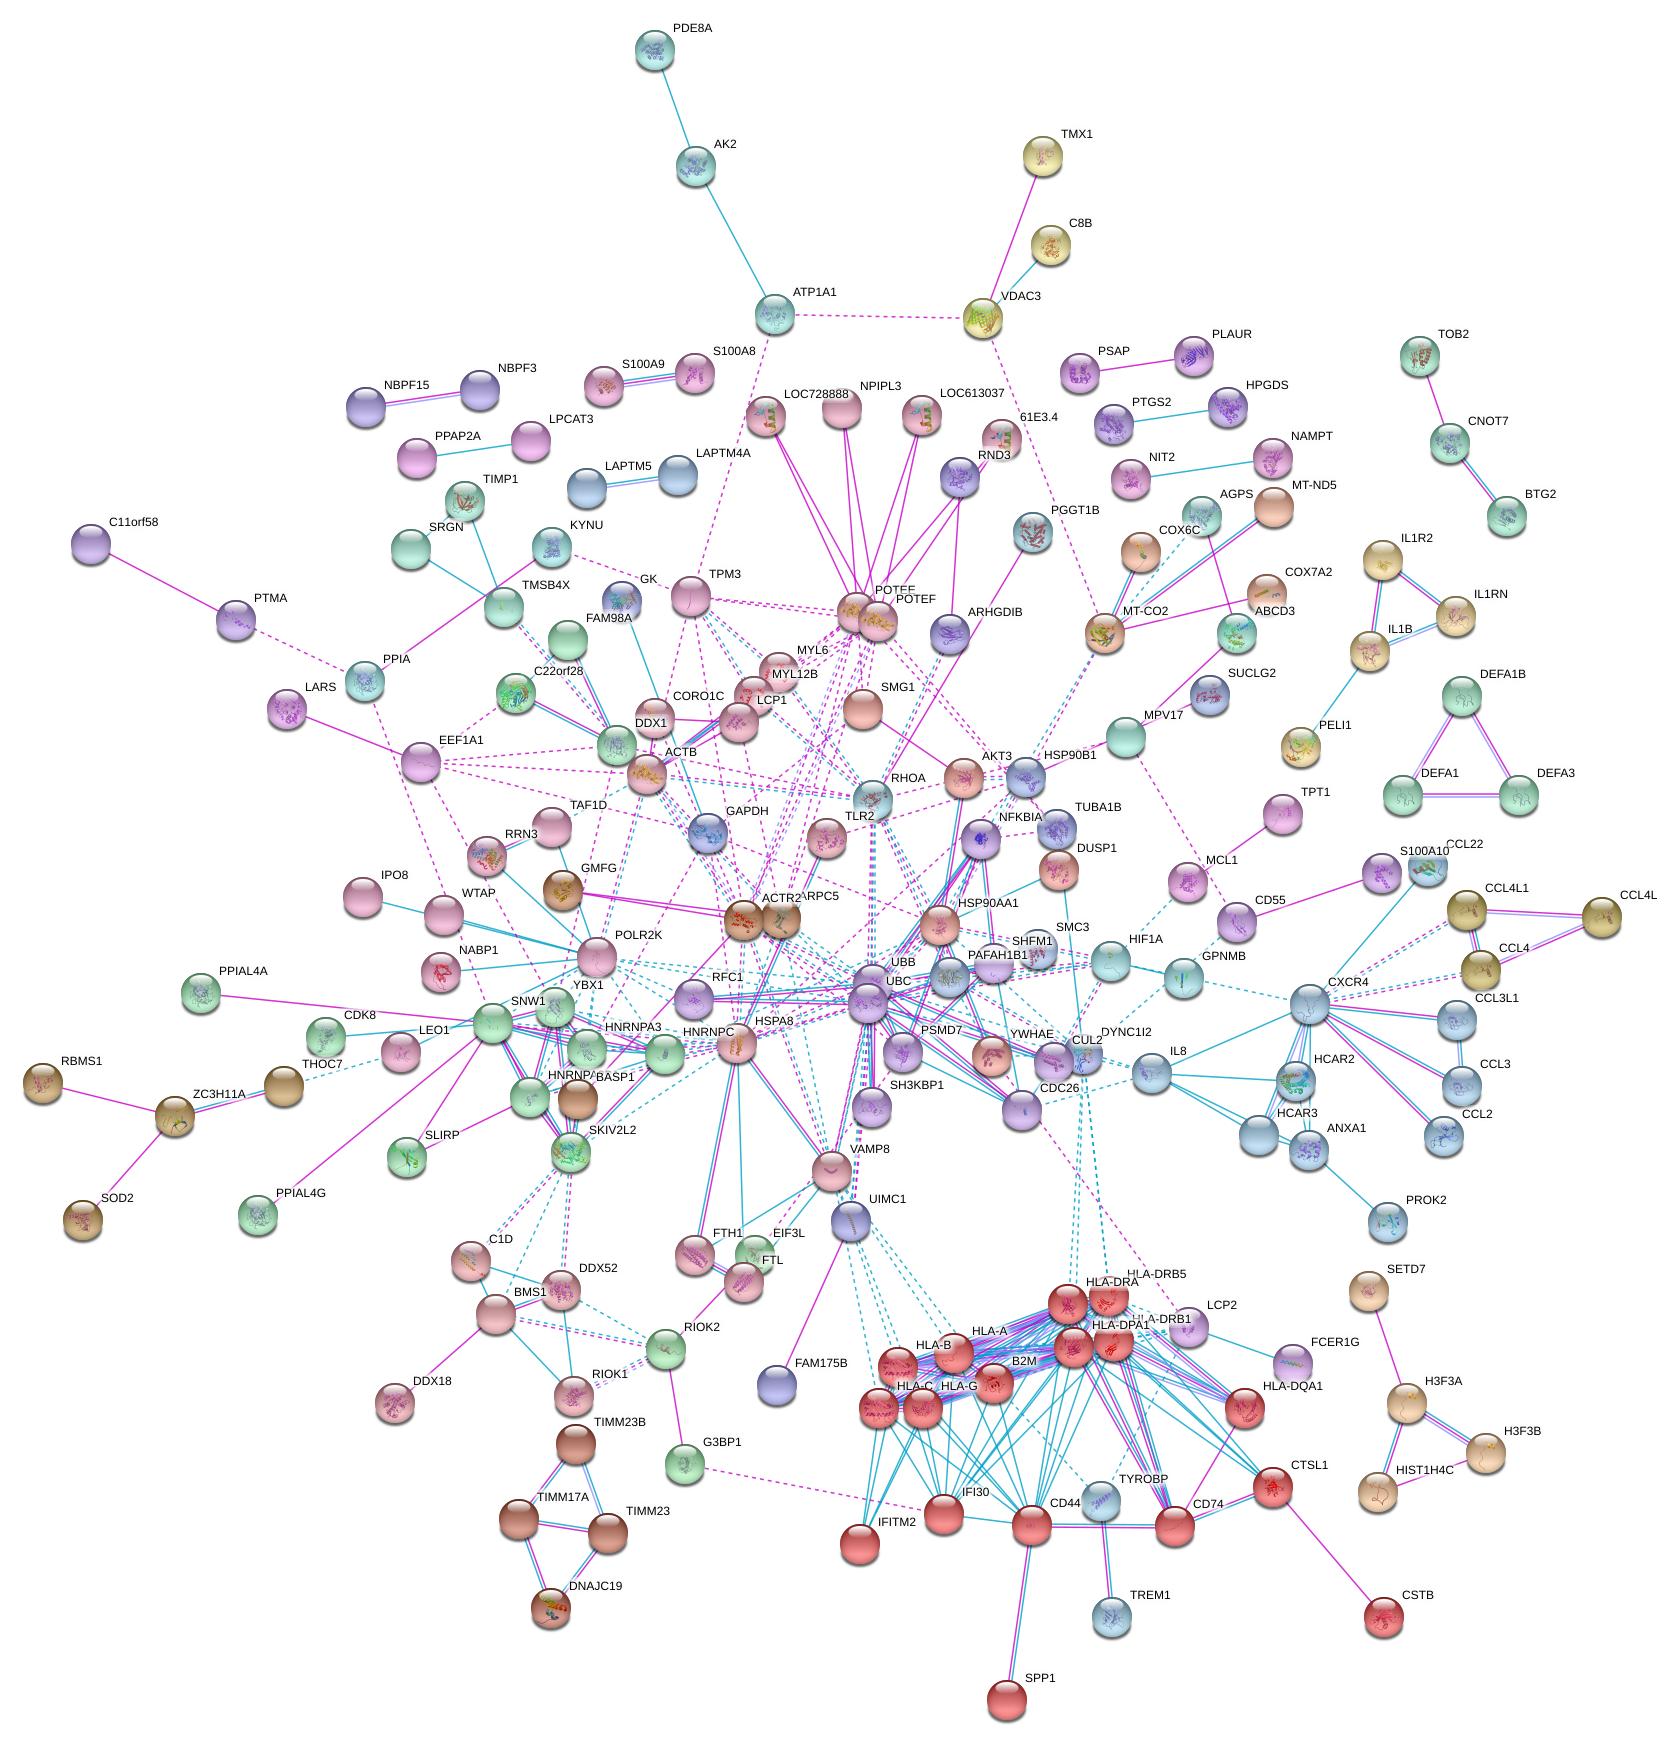 PDE8A
TMX1
AK2
C8B
ATP1A1
VDAC3
TOB2
PLAUR
PSAP
S100A8
S100A9
NBPF3
NBPF15
HPGDS
PTGS2
LOC728888
NPIPL3
LOC613037
61E3.4
CNOT7
LPCAT3
PPAP2A
NAMPT
NIT2
RND3
LAPTM4A
LAPTM5
TIMP1
AGPS
MT-ND5
BTG2
PGGT1B
C11orf58
SRGN
KYNU
COX6C
IL1R2
TPM3
GK
TMSB4X
COX7A2
IL1RN
PTMA
FAM98A
POTEE
POTEF
ARHGDIB
MT-CO2
ABCD3
IL1B
MYL6
PPIA
C22orf28
MYL12B
SUCLG2
DEFA1B
LARS
CORO1C
LCP1
SMG1
MPV17
PELI1
DDX1
EEF1A1
ACTB
AKT3
HSP90B1
RHOA
DEFA1
DEFA3
TAF1D
GAPDH
TLR2
NFKBIA
TUBA1B
TPT1
RRN3
DUSP1
MCL1
S100A10
CCL22
IPO8
WTAP
GMFG
ACTR2
ARPC5
HSP90AA1
SMC3
CD55
CCL4L1
CCL4L
NABP1
POLR2K
SHFM1
HIF1A
CCL4
PAFAH1B1
GPNMB
UBB
PPIAL4A
SNW1
YBX1
RFC1
UBC
CXCR4
CCL3L1
CDK8
LEO1
HNRNPA3
HNRNPC
HSPA8
PSMD7
YWHAE
CUL2
DYNC1I2
IL8
HCAR2
CCL3
RBMS1
THOC7
BASP1
SH3KBP1
CDC26
ZC3H11A
SLIRP
SKIV2L2
VAMP8
HCAR3
ANXA1
CCL2
SOD2
PPIAL4G
UIMC1
PROK2
C1D
FTH1
EIF3L
FTL
DDX52
HLA-DRA
HLA-DRB5
SETD7
BMS1
LCP2
HLA-DRB1
HLA-DPA1
RIOK2
HLA-B
HLA-A
B2M
FCER1G
FAM175B
DDX18
RIOK1
HLA-C
HLA-G
HLA-DQA1
H3F3A
TIMM23B
H3F3B
G3BP1
CTSL1
HIST1H4C
TIMM17A
TIMM23
IFI30
CD44
TYROBP
CD74
IFITM2
DNAJC19
TREM1
CSTB
SPP1